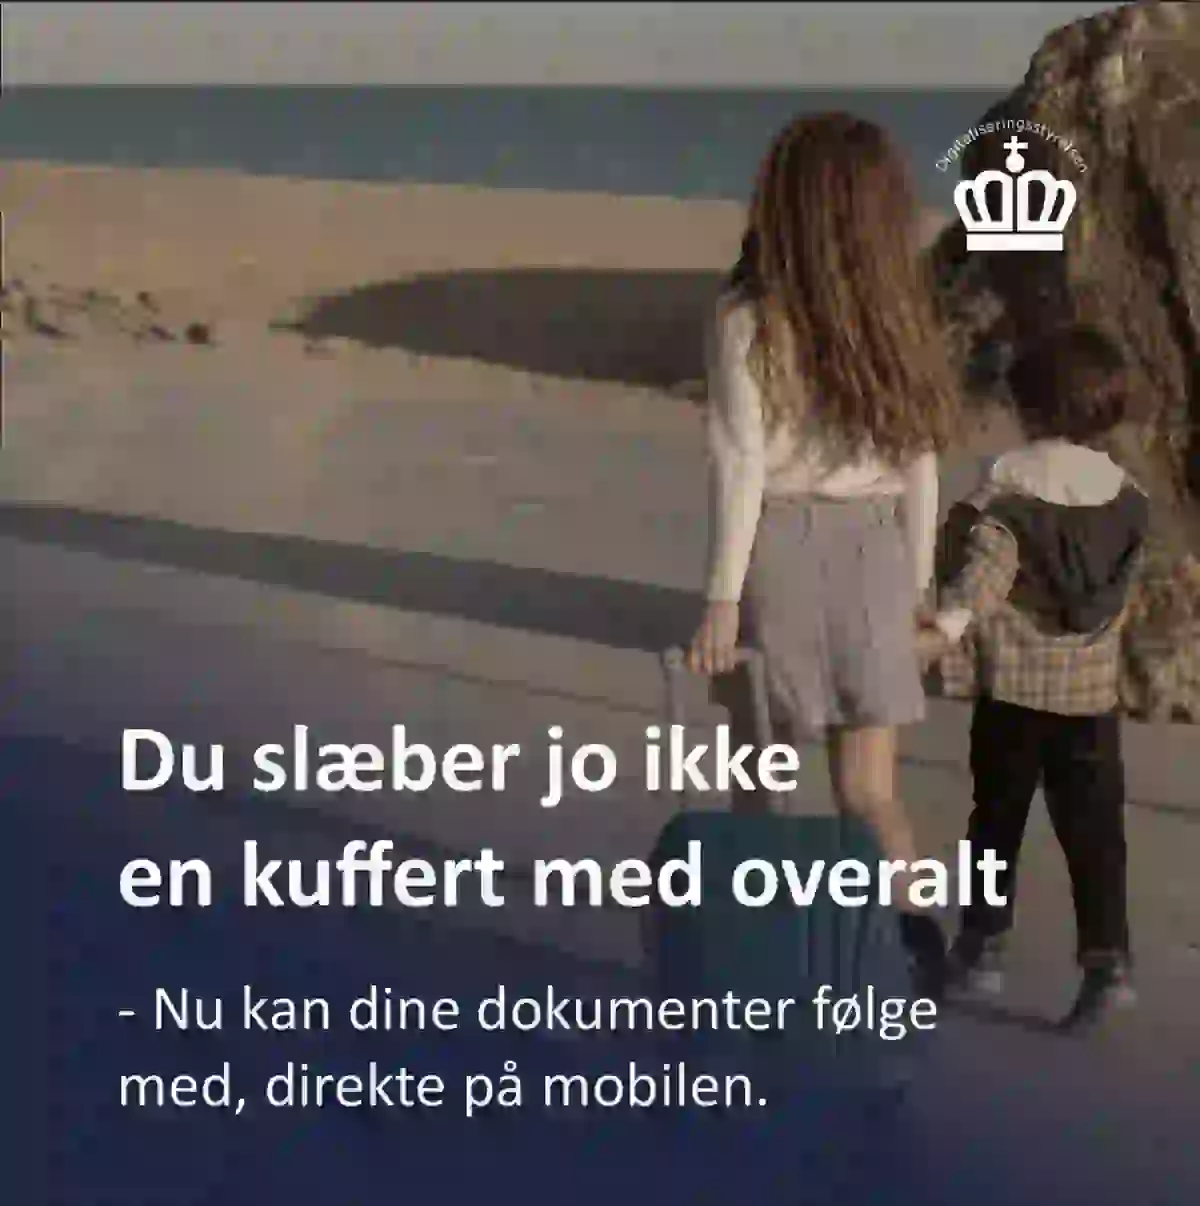 Digitaliseringsstyrelsen
Du slæber jo ikke
en kuffert med overalt
- Nu kan dine dokumenter følge
med, direkte på mobilen.